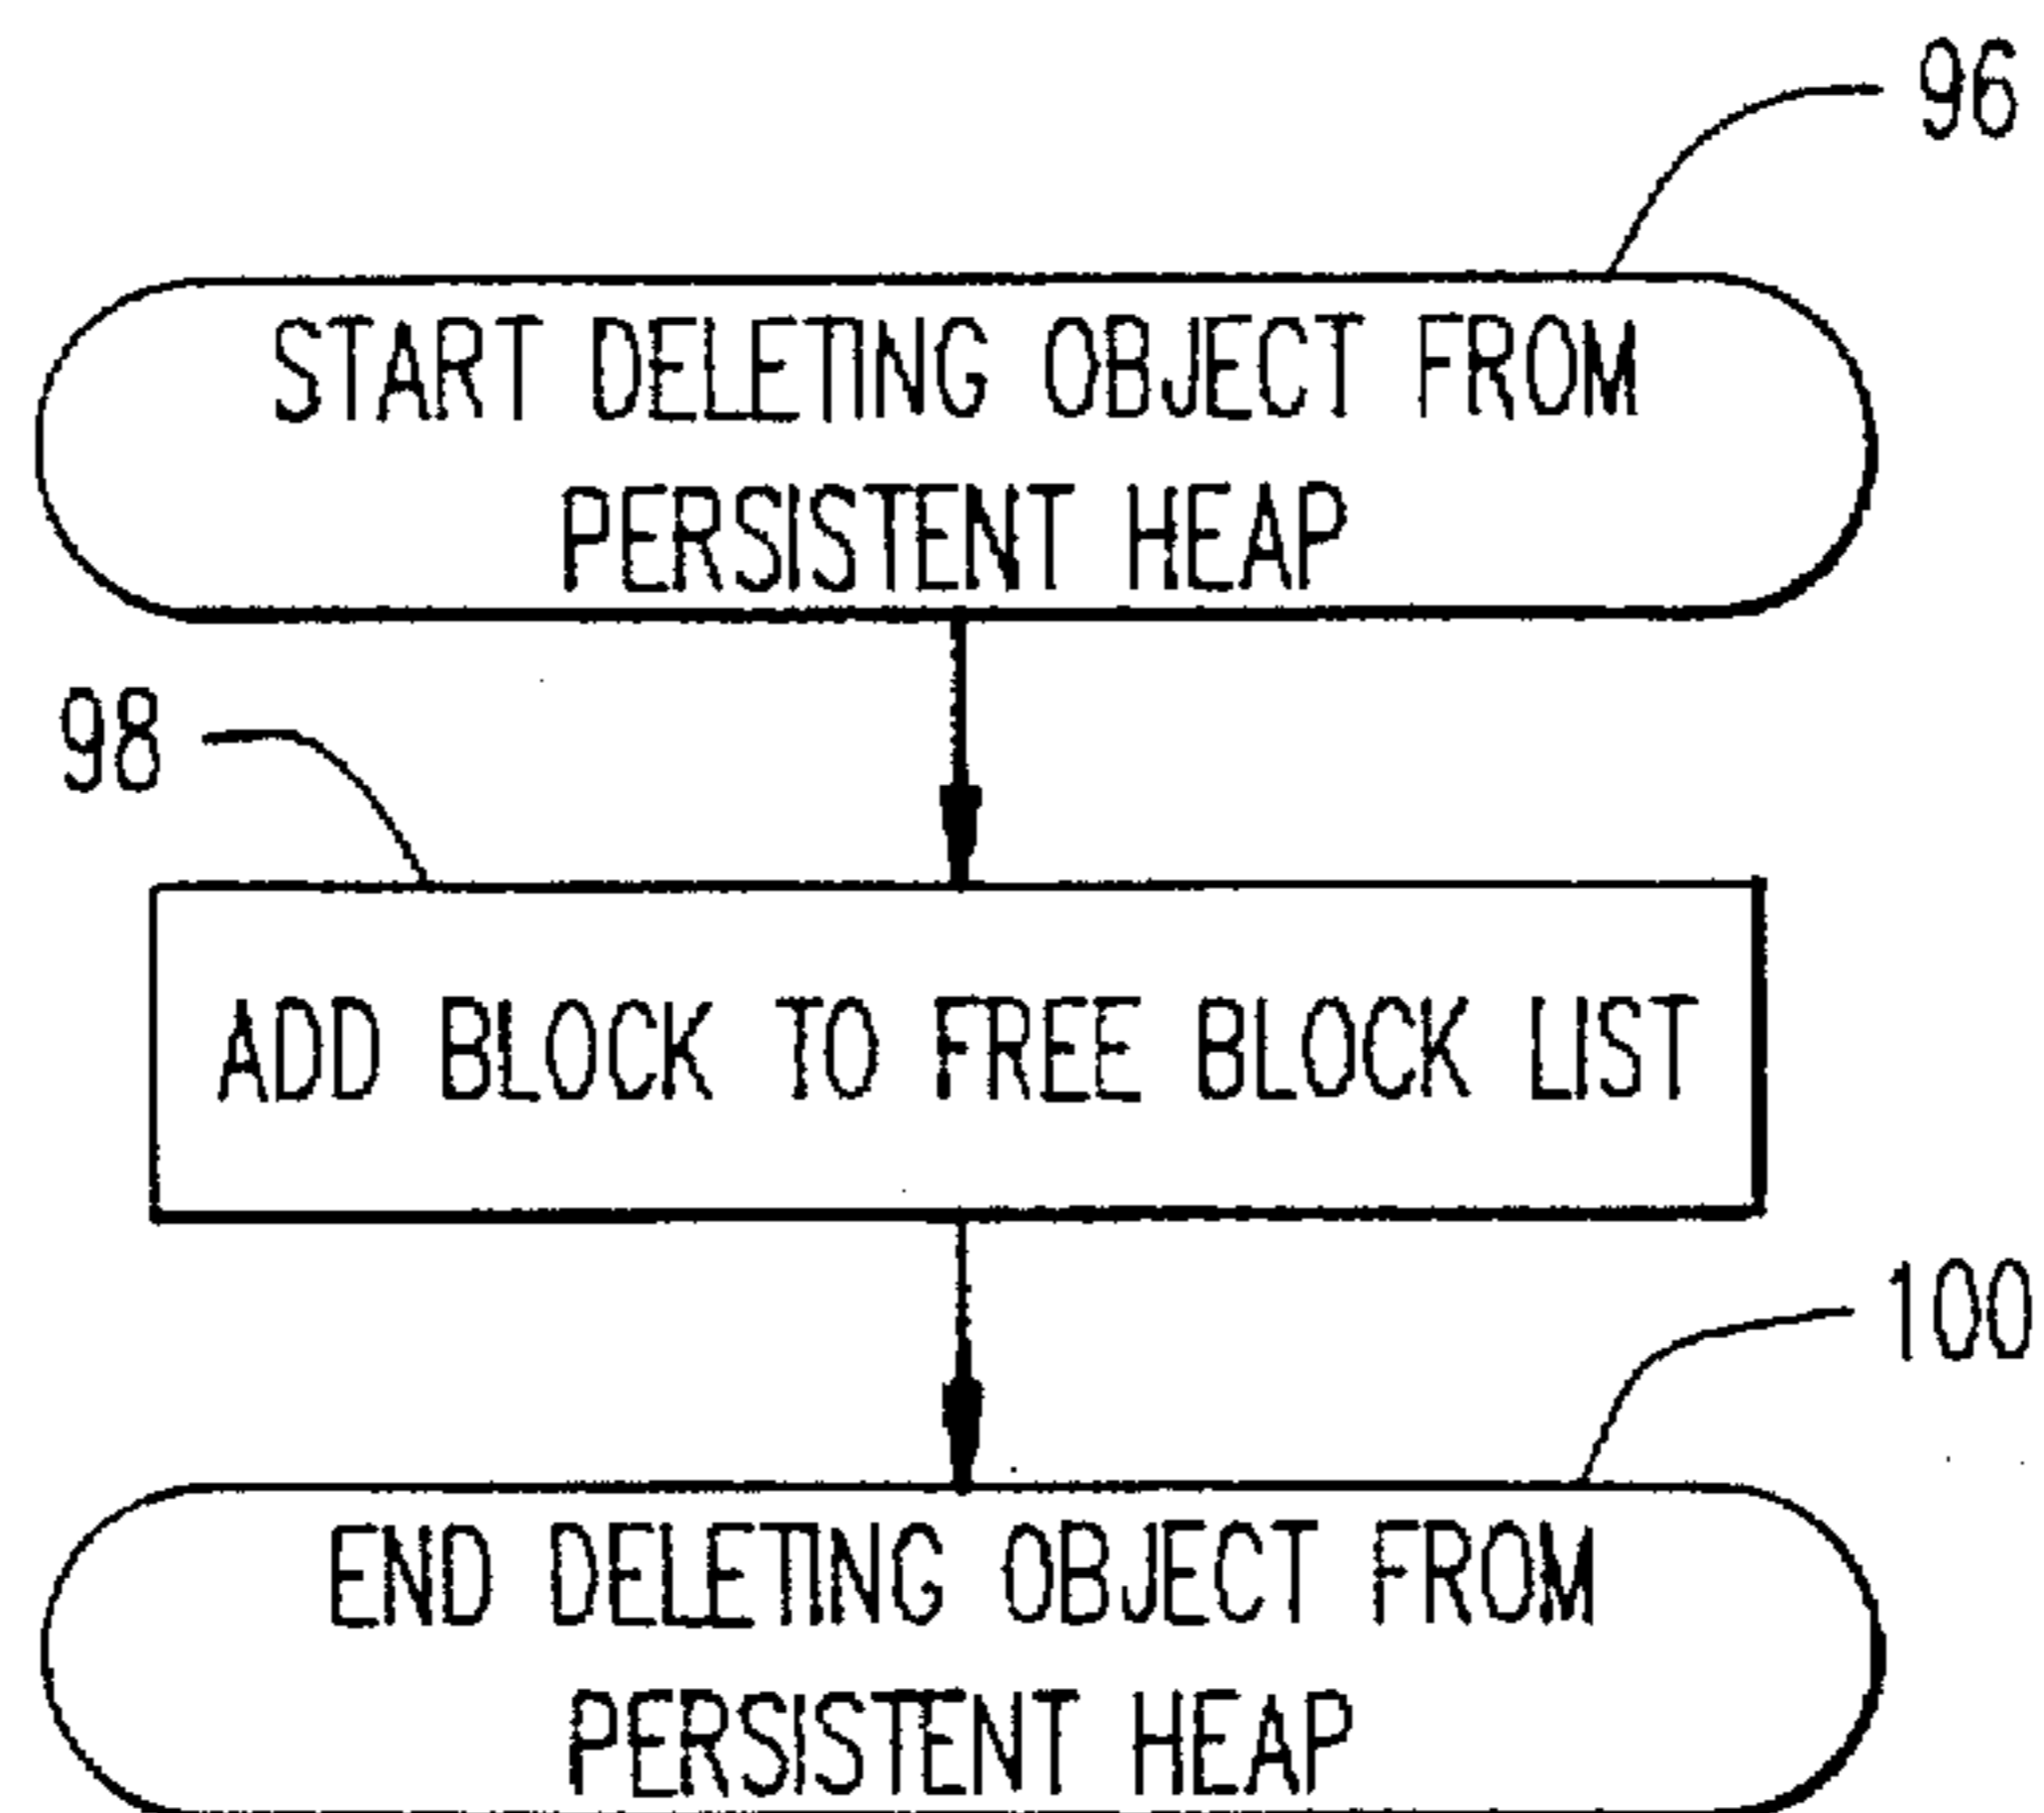 96
START DELETING OBJECT FROM
PERSISTENT HEAP
98
ADD BLOCK TO FREE BLOCK LIST
100
END DELETING OBJECT FROM
PERSISTENT HEAP